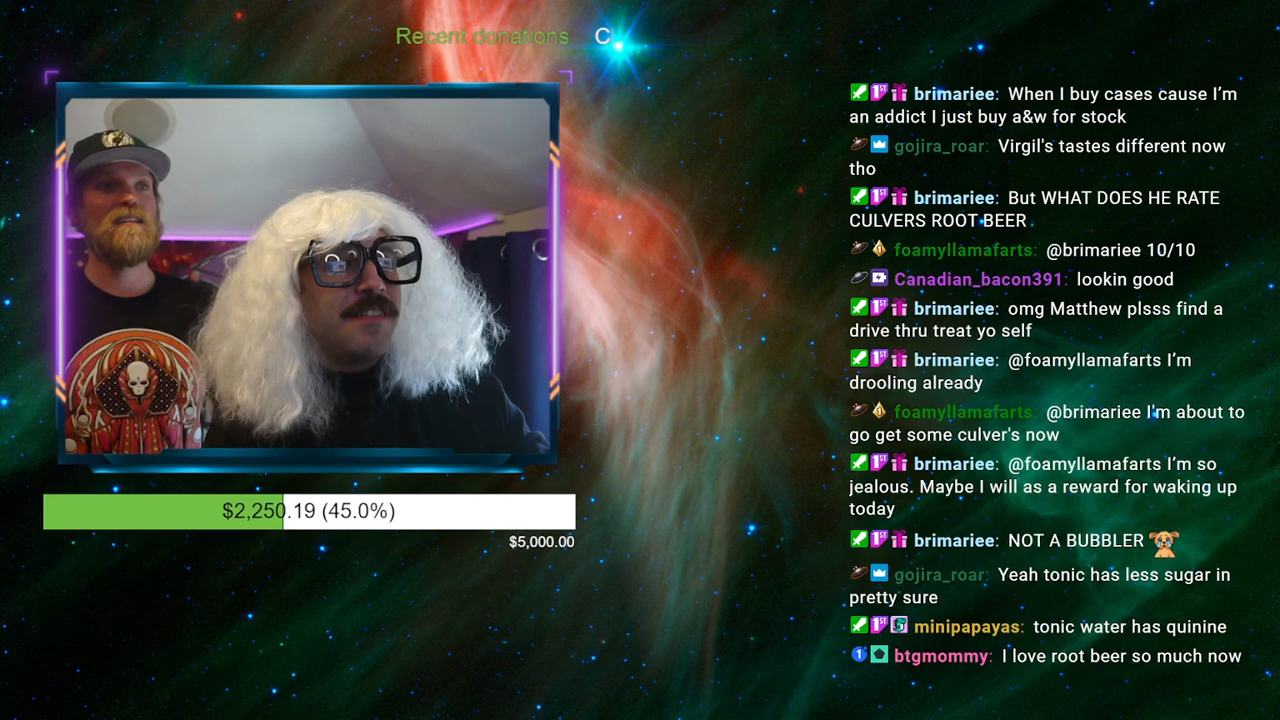 Recent donations C
brimariee: When I buy cases cause I'm
an addict I just buy a&w for stock
gojira_roar: Virgil's tastes different now
tho
brimariee: But WHAT DOES HE RATE
CULVERS ROOT BEER
foamyllamafarts: @brimariee 10/10
Canadian_bacon391: lookin good
brimariee: omg Matthew plsss find a
drive thru treat yo self
brimariee: @foamyllamafarts I'm
drooling already
foamyllamafarts: @brimariee I'm about to
go get some culver's now
brimariee: @foamyllamafarts I'm so
jealous. Maybe I will as a reward for waking up
today
brimariee: NOT A BUBBLER
gojira_roar: Yeah tonic has less sugar in
pretty sure
minipapayas: tonic water has quinine
btgmommy: I love root beer so much now
$2,250.19 (45.0%)
$5,000.00